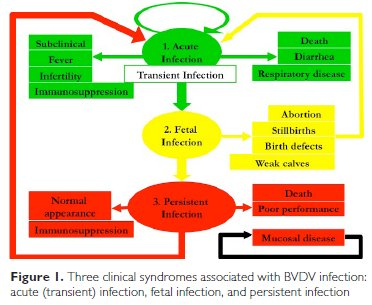 Subclinical
Fever
Infertility
Immunosuppression
1. Acute
Infection
Transient Infection
Death
Diarrhea
Respiratory disease
2. Fetal
Infection
Abortion
Stillbirths
Birth defects
Weak calves
Normal
appearance
Immunosuppression
3. Persistent
Infection
Death
Poor performance
Mucosal disease
Figure 1. Three clinical syndromes associated with BVDV infection:
acute (transient) infection, fetal infection, and persistent infection